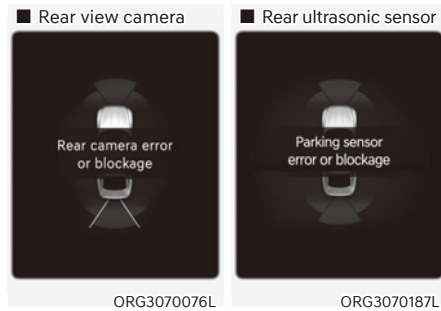 ■ Rear view camera
Rear camera error
or blockage
ORG3070076L
■ Rear ultrasonic sensor
Parking sensor
error or blockage
ORG3070187L